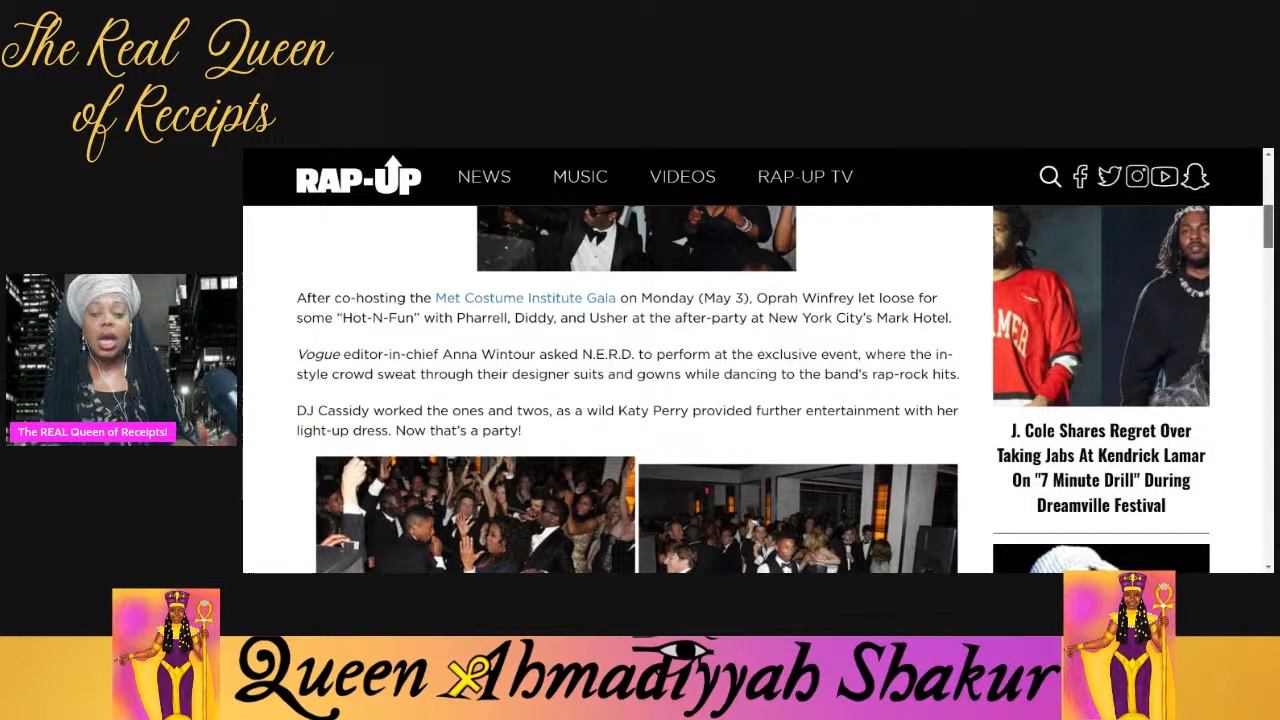 The Real Queen
of Receipts
RAP-UP NEWS MUSIC VIDEOS RAP-UP TV
After co-hosting the Met Costume Institute Gala on Monday (May 3), Oprah Winfrey let loose for
some “Hot-N-Fun” with Pharrell, Diddy, and Usher at the after-party at New York City’s Mark Hotel.
Vogue editor-in-chief Anna Wintour asked N.E.R.D. to perform at the exclusive event, where the in-
style crowd sweat through their designer suits and gowns while dancing to the band’s rap-rock hits.
DJ Cassidy worked the ones and twos, as a wild Katy Perry provided further entertainment with her
light-up dress. Now that’s a party!
J. Cole Shares Regret Over
Taking Jabs At Kendrick Lamar
On "7 Minute Drill" During
Dreamville Festival
The REAL Queen of Receipts!
Queen Ahmadiyyah Shakur